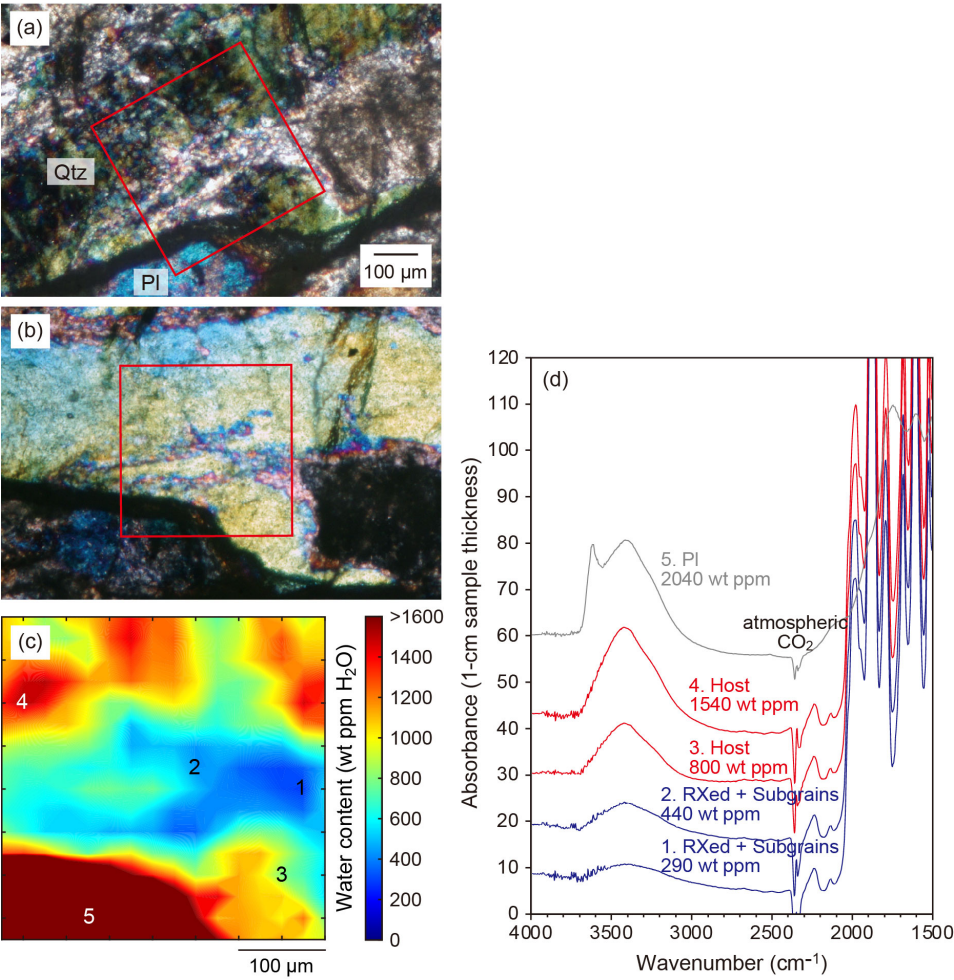 (a)
Qtz
Pl
100 µm
(b)
(c)
4
2
1
3
5
100 µm
>1600
1400
1200
1000
800
600
400
200
0
Water content (wt ppm H₂O)
(d)
120
110
100
90
80
70
60
50
40
30
20
10
0
Absorbance (1-cm sample thickness)
5. Pl
2040 wt ppm
atmospheric
CO₂
4. Host
1540 wt ppm
3. Host
800 wt ppm
2. RXed + Subgrains
440 wt ppm
1. RXed + Subgrains
290 wt ppm
4000 3500 3000 2500 2000 1500
Wavenumber (cm⁻¹)